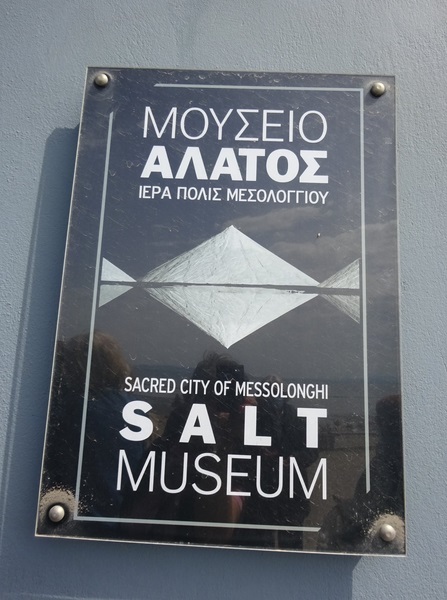 ΜΟΥΣΕΙΟ
ΑΛΑΤΟΣ
ΙΕΡΑ ΠΟΛΙΣ ΜΕΣΟΛΟΓΓΙΟΥ
SACRED CITY OF MESSOLONGHI
SALT
MUSEUM